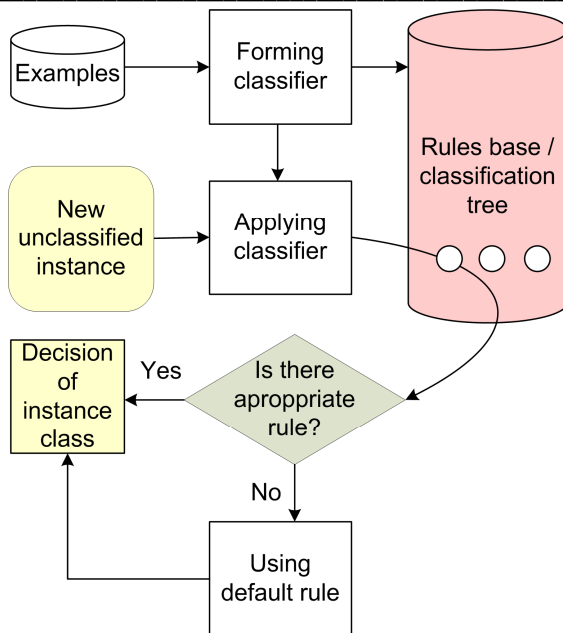 Examples
Forming
classifier
Rules base /
classification
tree
New
unclassified
instance
Applying
classifier
Decision
of
instance
class
Yes
Is there
aproppriate
rule?
No
Using
default rule